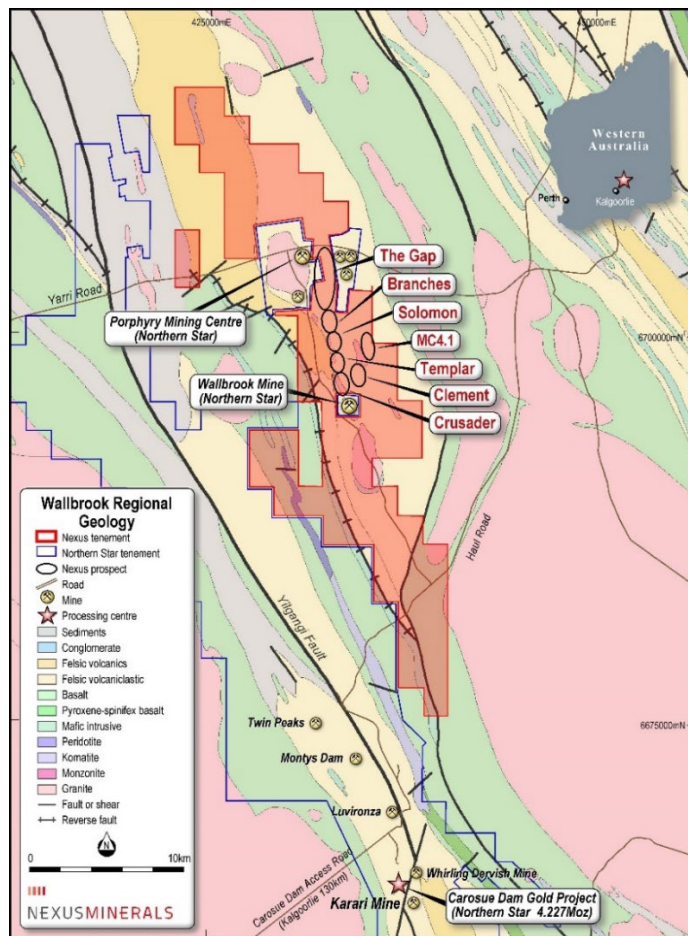 425000mE
450000mE
Western
Australia
Perth
Kalgoorlie
The Gap
Branches
Yarri Road
Solomon
Porphyry Mining Centre
(Northern Star)
MC4.1
6700000mN
Templar
Wallbrook Mine
(Northern Star)
Clement
Crusader
Wallbrook Regional
Geology
Nexus tenement
Northern Star tenement
Nexus prospect
Road
Mine
Processing centre
Sediments
Conglomerate
Felsic volcanics
Felsic volcaniclastic
Basalt
Pyroxene-spinifex basalt
Mafic intrusive
Peridotite
Komatite
Monzonite
Granite
Fault or shear
Reverse fault
N
0 10km
NEXUSMINERALS
Haul Road
Yilgangi Fault
6675000mN
Twin Peaks
Montys Dam
Luvironza
Carosue Dam Access Road
(Kalgoorlie 130km)
Whirling Dervish Mine
Carosue Dam Gold Project
(Northern Star 4.227Moz)
Karari Mine